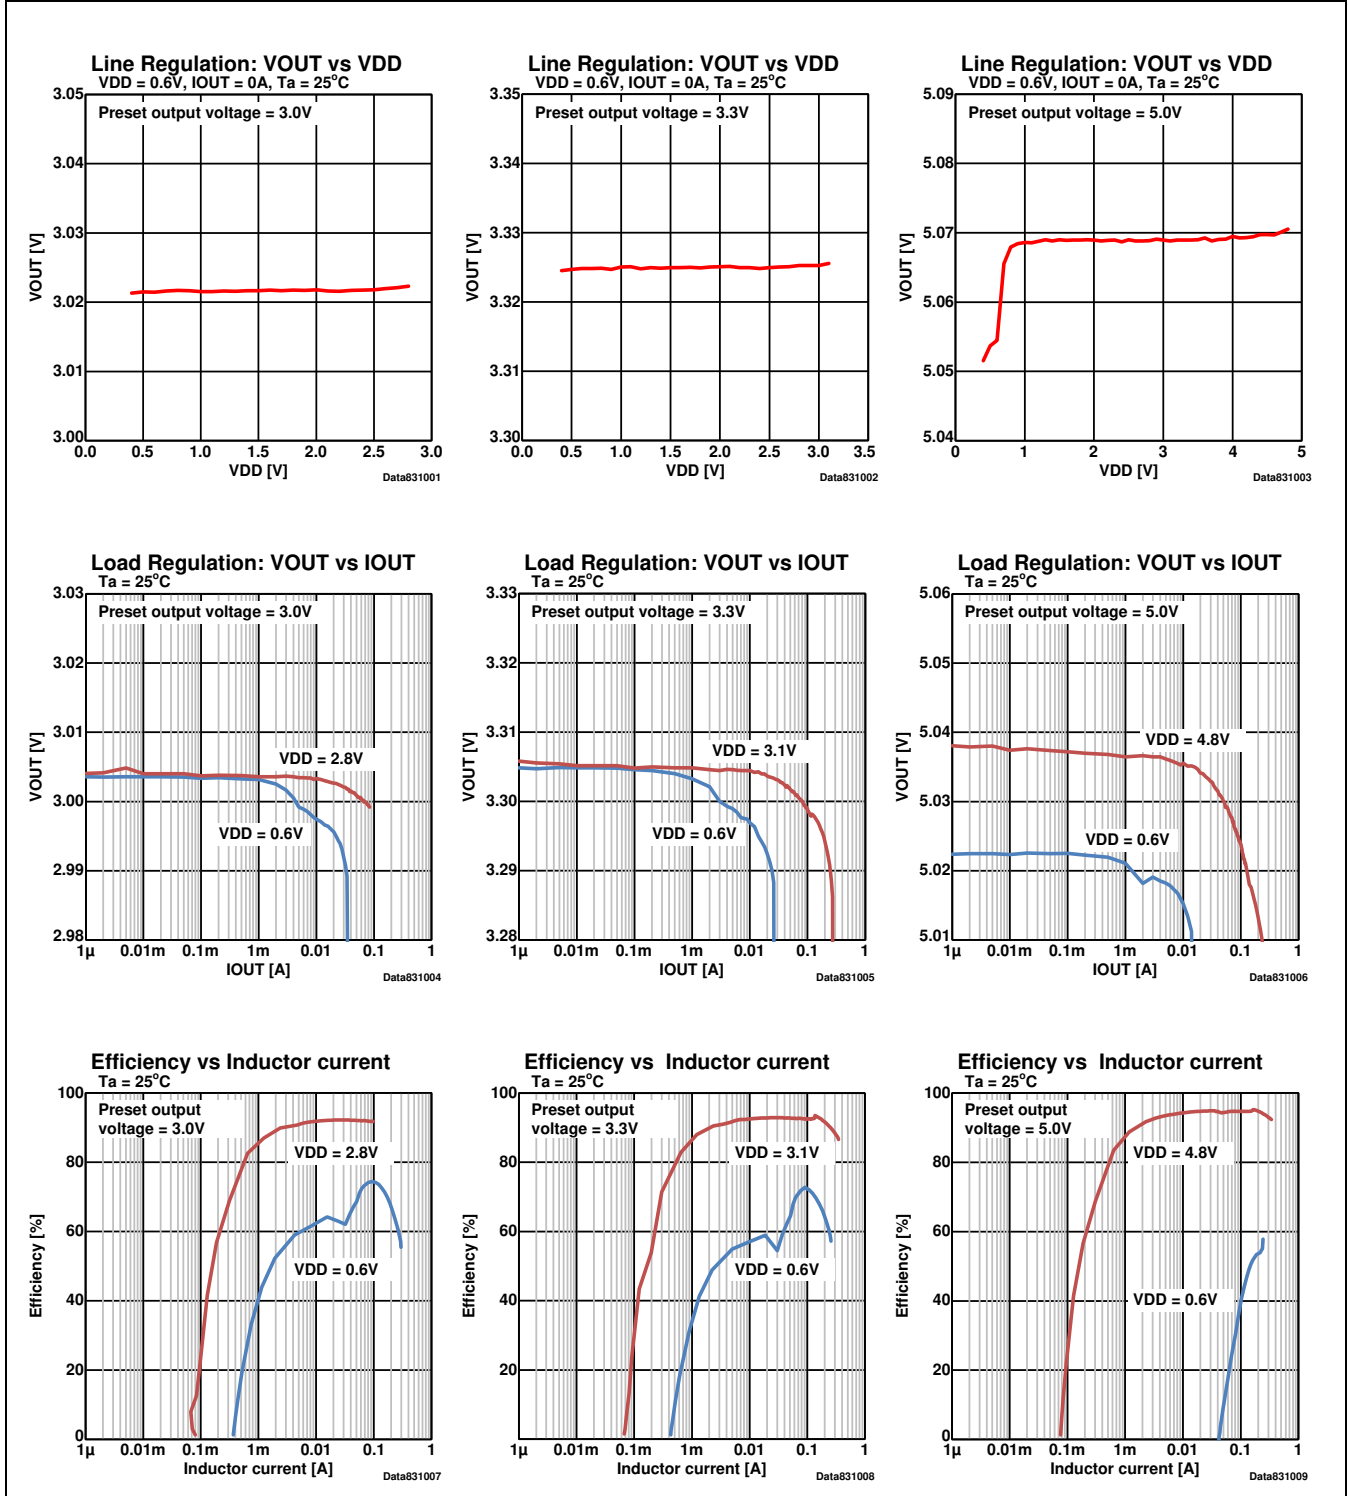 Line Regulation: VOUT vs VDD
VDD = 0.6V, IOUT = 0A, Ta = 25°C
Preset output voltage = 3.0V
3.05
3.04
3.03
3.02
3.01
3.00
VOUT [V]
0.0 0.5 1.0 1.5 2.0 2.5 3.0
VDD [V]
Data831001
Line Regulation: VOUT vs VDD
VDD = 0.6V, IOUT = 0A, Ta = 25°C
Preset output voltage = 3.3V
3.35
3.34
3.33
3.32
3.31
3.30
VOUT [V]
0.0 0.5 1.0 1.5 2.0 2.5 3.0 3.5
VDD [V]
Data831002
Line Regulation: VOUT vs VDD
VDD = 0.6V, IOUT = 0A, Ta = 25°C
Preset output voltage = 5.0V
5.09
5.08
5.07
5.06
5.05
5.04
VOUT [V]
0 1 2 3 4 5
VDD [V]
Data831003
Load Regulation: VOUT vs IOUT
Ta = 25°C
Preset output voltage = 3.0V
3.03
3.02
3.01
3.00
2.99
2.98
VOUT [V]
VDD = 2.8V
VDD = 0.6V
1µ 0.01m 0.1m 1m 0.01 0.1 1
IOUT [A]
Data831004
Load Regulation: VOUT vs IOUT
Ta = 25°C
Preset output voltage = 3.3V
3.33
3.32
3.31
3.30
3.29
3.28
VOUT [V]
VDD = 3.1V
VDD = 0.6V
1µ 0.01m 0.1m 1m 0.01 0.1 1
IOUT [A]
Data831005
Load Regulation: VOUT vs IOUT
Ta = 25°C
Preset output voltage = 5.0V
5.06
5.05
5.04
5.03
5.02
5.01
VOUT [V]
VDD = 4.8V
VDD = 0.6V
1µ 0.01m 0.1m 1m 0.01 0.1 1
IOUT [A]
Data831006
Efficiency vs Inductor current
Ta = 25°C
Preset output
voltage = 3.0V
100
80
60
40
20
0
Efficiency [%]
VDD = 2.8V
VDD = 0.6V
1µ 0.01m 0.1m 1m 0.01 0.1 1
Inductor current [A]
Data831007
Efficiency vs Inductor current
Ta = 25°C
Preset output
voltage = 3.3V
100
80
60
40
20
0
Efficiency [%]
VDD = 3.1V
VDD = 0.6V
1µ 0.01m 0.1m 1m 0.01 0.1 1
Inductor current [A]
Data831008
Efficiency vs Inductor current
Ta = 25°C
Preset output
voltage = 5.0V
100
80
60
40
20
0
Efficiency [%]
VDD = 4.8V
VDD = 0.6V
1µ 0.01m 0.1m 1m 0.01 0.1 1
Inductor current [A]
Data831009